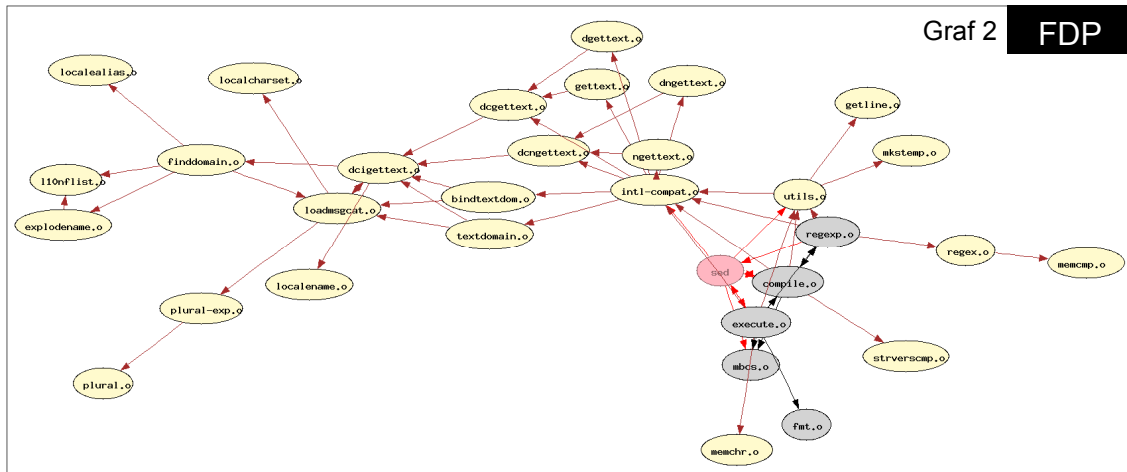 Graf 2
FDP
dgettext.o
localealias.o
localcharset.o
gettext.o
dngettext.o
dcgettext.o
getline.o
dcngettext.o
ngettext.o
mkstemp.o
finddomain.o
dcigettext.o
l10nflist.o
intl-compat.o
utils.o
bindtextdom.o
loadmsgcat.o
explodename.o
textdomain.o
regexp.o
regex.o
memcmp.o
sed
compile.o
localename.o
plural-exp.o
execute.o
strverscmp.o
mbcs.o
plural.o
fmt.o
memchr.o